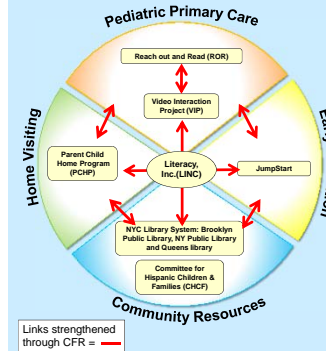 Pediatric Primary Care
Reach out and Read (ROR)
Video Interaction
Project (VIP)
Home Visiting
Parent Child
Home Program
(PCHP)
Literacy,
Inc.(LINC)
JumpStart
NYC Library System: Brooklyn
Public Library, NY Public Library
and Queens library
Committee for
Hispanic Children &
Families (CHCF)
Community Resources
Links strengthened
through CFR =